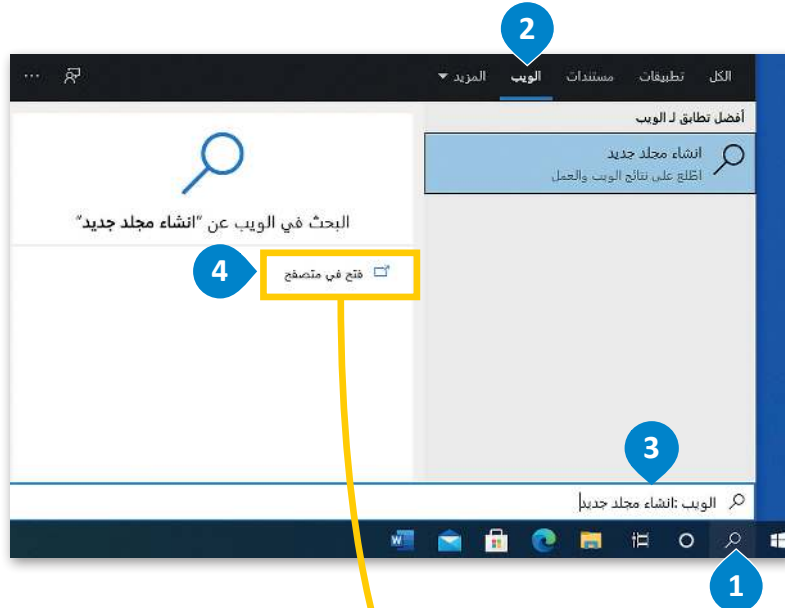 2
الكل تطبيقات مستندات الويب المزيد
أفضل تطابق لـ الويب
انشاء مجلد جديد
اطّلع على نتائج الويب والعمل
البحث في الويب عن "انشاء مجلد جديد"
4
فتح في متصفح
3
الويب :انشاء مجلد جديد
W
1